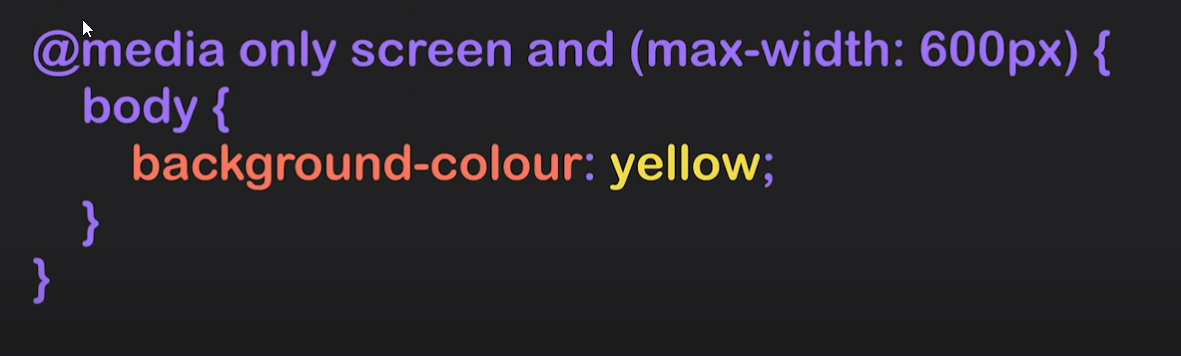 @media only screen and (max-width: 600px) {
body {
background-colour: yellow;
}
}